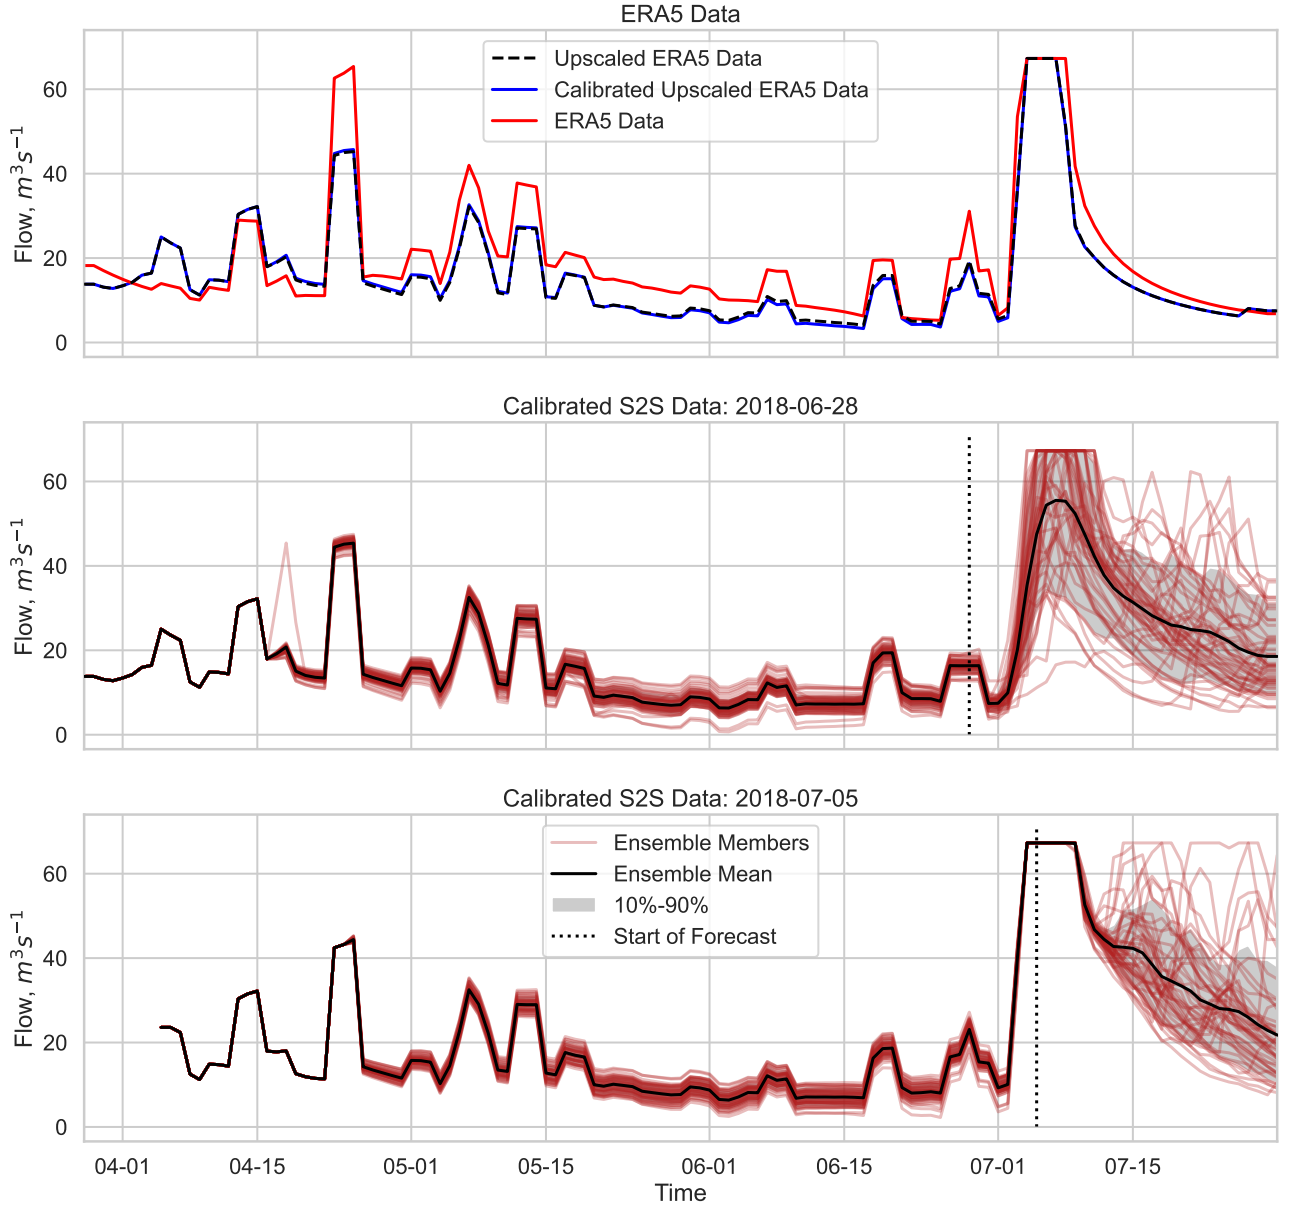 ERA5 Data
Upscaled ERA5 Data
Calibrated Upscaled ERA5 Data
ERA5 Data
Flow, m³s⁻¹
60
40
20
0
Calibrated S2S Data: 2018-06-28
Flow, m³s⁻¹
60
40
20
0
Calibrated S2S Data: 2018-07-05
Ensemble Members
Ensemble Mean
10%-90%
Start of Forecast
Flow, m³s⁻¹
60
40
20
0
04-01 04-15 05-01 05-15 06-01 06-15 07-01 07-15
Time